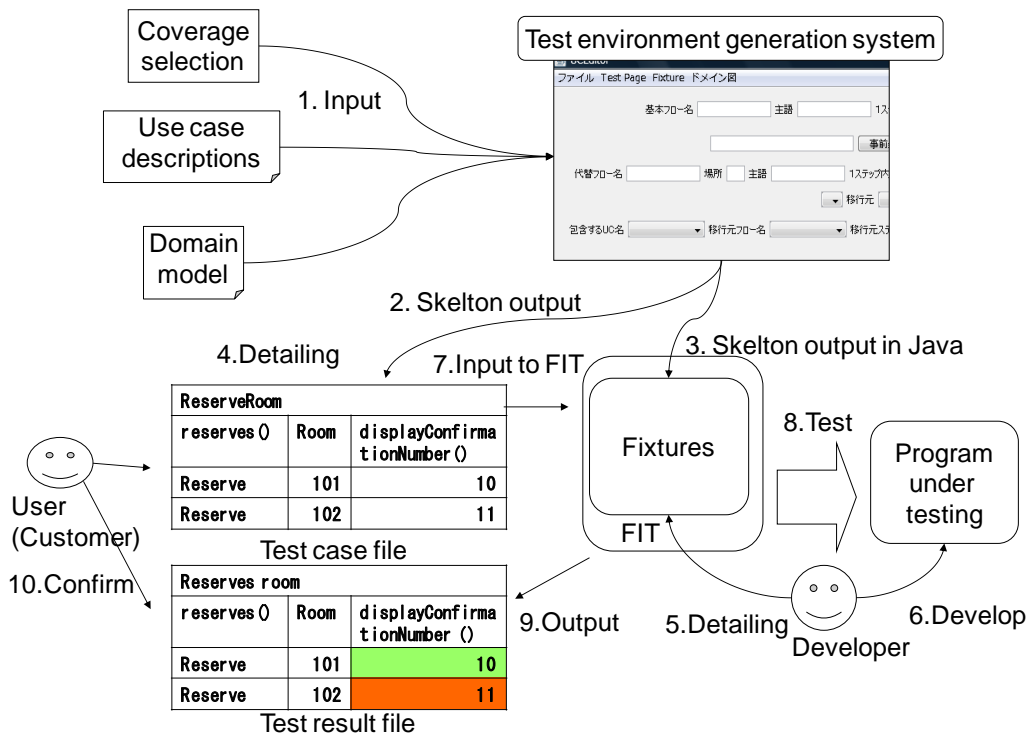 Coverage
selection
Test environment generation system
UCEditor
ファイル Test Page Fixture ドメイン図
1. Input
基本フロー名 主語 1ス
Use case
descriptions
事前
代替フロー名 場所 主語 1ステップ内
移行元
包含するUC名 移行元フロー名 移行元ステ
Domain
model
2. Skelton output
3. Skelton output in Java
4.Detailing
7.Input to FIT
ReserveRoom
reserves() Room displayConfirma
tionNumber()
Reserve 101 10
Reserve 102 11
Test case file
Fixtures
FIT
8.Test
Program
under
testing
User
(Customer)
10.Confirm
Reserves room
reserves() Room displayConfirma
tionNumber ()
Reserve 101 10
Reserve 102 11
Test result file
9.Output
5.Detailing
6.Develop
Developer